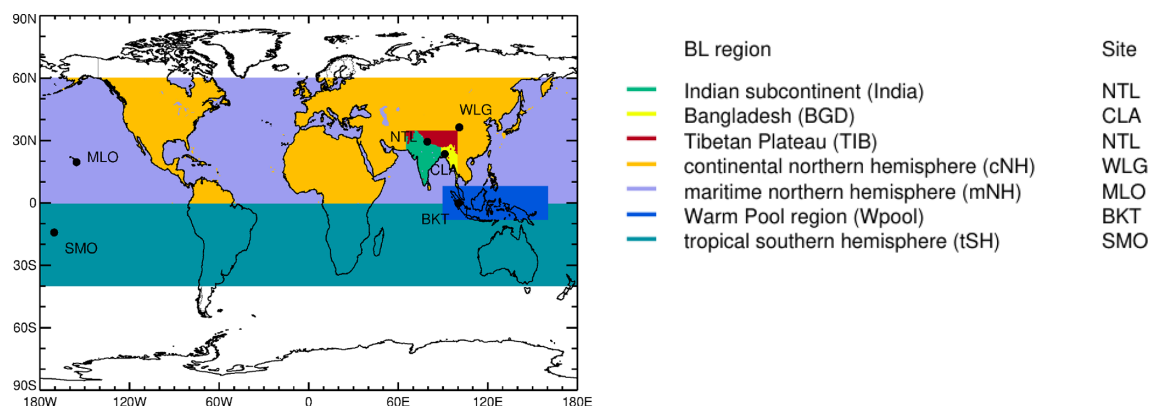 90N
60N
30N
0
30S
60S
90S
180W
120W
60W
0
60E
120E
180E
MLO
SMO
NTL
CLA
WLG
BKT
BL region Site
Indian subcontinent (India) NTL
Bangladesh (BGD) CLA
Tibetan Plateau (TIB) NTL
continental northern hemisphere (cNH) WLG
maritime northern hemisphere (mNH) MLO
Warm Pool region (Wpool) BKT
tropical southern hemisphere (tSH) SMO